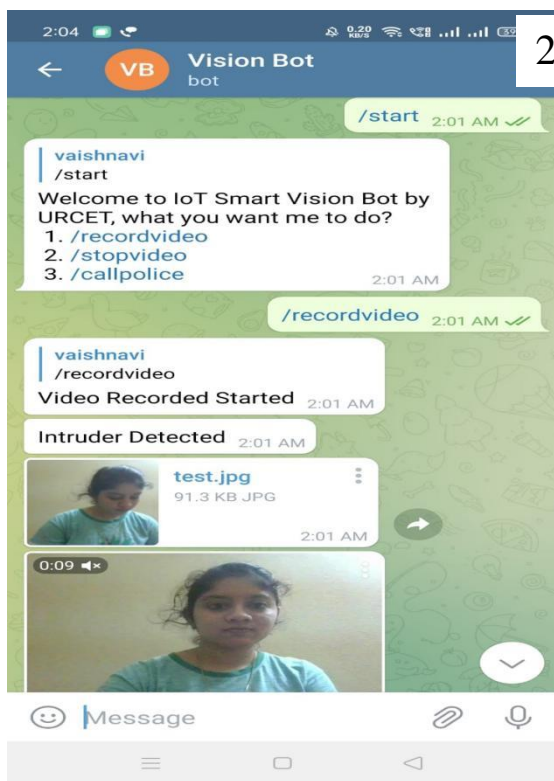 2:04
0.20
KB/S
2
VB
Vision Bot
bot
/start 2:01 AM
vaishnavi
/start
Welcome to IoT Smart Vision Bot by
URCET, what you want me to do?
1. /recordvideo
2. /stopvideo
3. /callpolice
2:01 AM
/recordvideo 2:01 AM
vaishnavi
/recordvideo
Video Recorded Started 2:01 AM
Intruder Detected 2:01 AM
test.jpg
91.3 KB JPG
2:01 AM
0:09
Message